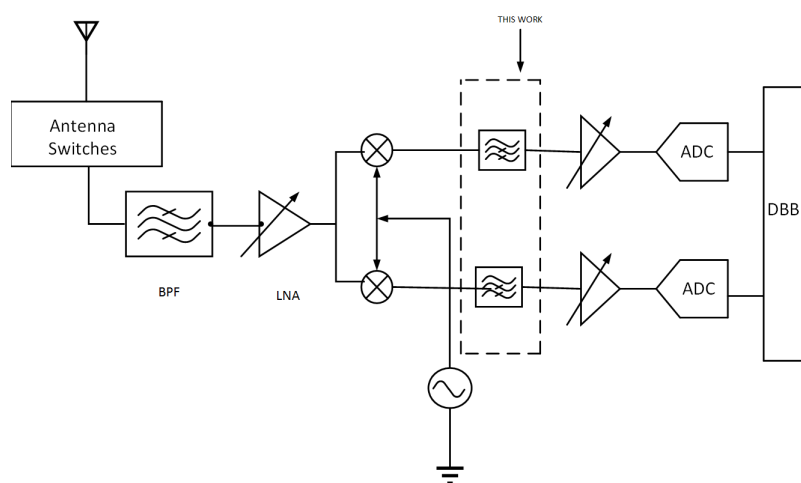 THIS WORK
Antenna
Switches
ADC
DBB
BPF
LNA
ADC